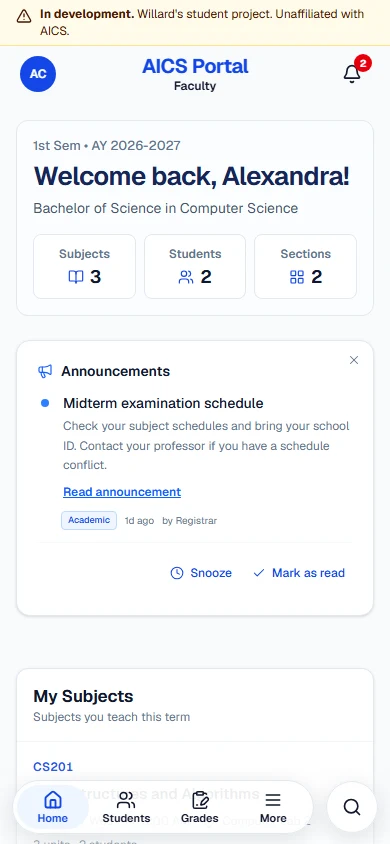 In development. Willard's student project. Unaffiliated with
AICS.
AC
AICS Portal
Faculty
2
1st Sem • AY 2026-2027
Welcome back, Alexandra!
Bachelor of Science in Computer Science
Subjects
3
Students
2
Sections
2
Announcements
Midterm examination schedule
Check your subject schedules and bring your school
ID. Contact your professor if you have a schedule
conflict.
Read announcement
Academic
1d ago
by Registrar
Snooze
Mark as read
My Subjects
Subjects you teach this term
CS201
Structures and Algorithms
Home
Students
Grades
More